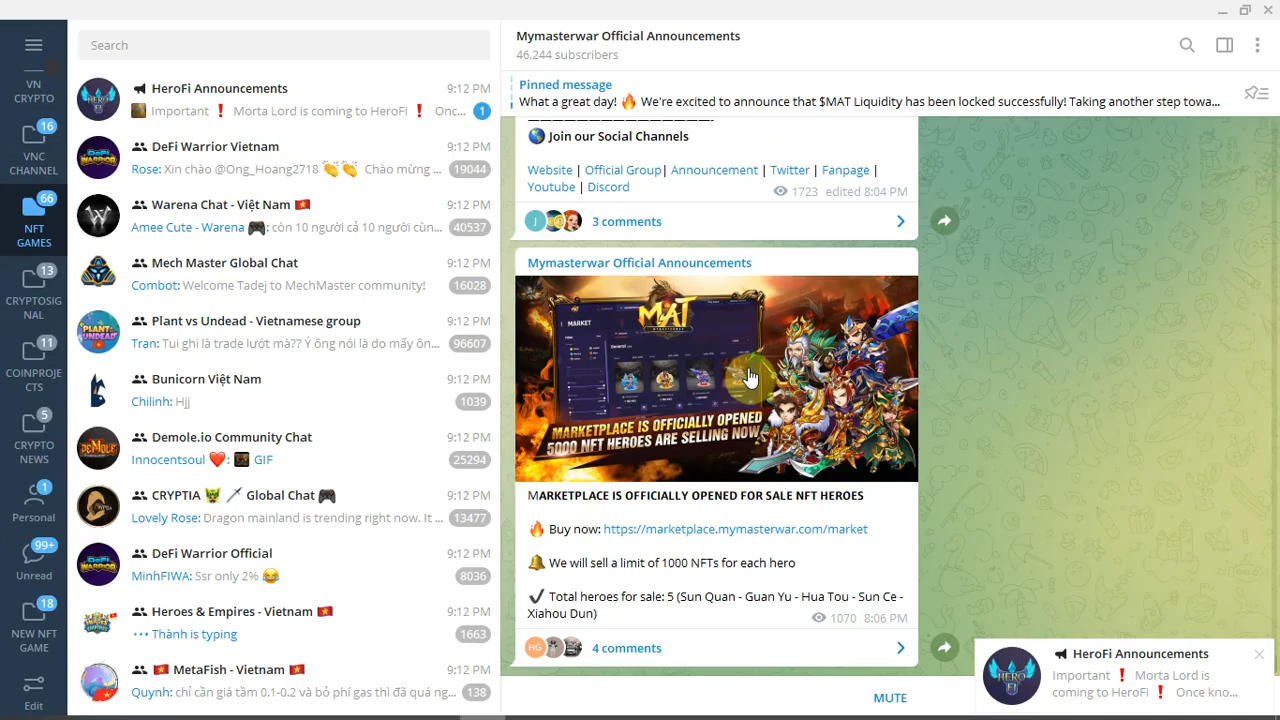 VN
CRYPTO
16
VNC
CHANNEL
66
NFT
GAMES
13
CRYPTOSIG
NAL
11
COINPROJE
CTS
5
CRYPTO
NEWS
1
Personal
99+
Unread
18
NEW NFT
GAME
Edit
Search
HeroFi Announcements 9:12 PM
Important ❗ Morta Lord is coming to HeroFi ❗ Onc... 1
DeFi Warrior Vietnam 9:12 PM
Rose: Xin chào @Ong_Hoang2718 👏👏 Chào mừng ... 19044
Warena Chat - Việt Nam 🇻🇳 9:12 PM
Amee Cute - Warena 🎮: còn 10 người cả 10 người cùn... 40537
Mech Master Global Chat 9:12 PM
Combot: Welcome Tadej to MechMaster community! 16028
Plant vs Undead - Vietnamese group 9:12 PM
Tran: Tui ghi là trade lướt mà?? Ý ông nói là do mấy ôn... 96607
Bunicorn Việt Nam 9:12 PM
Chilinh: Hjj 1039
Demole.io Community Chat 9:12 PM
Innocentsoul ❤️: GIF 25294
CRYPTIA 🐯 🗡️ Global Chat 🎮 9:12 PM
Lovely Rose: Dragon mainland is trending right now. It ... 13477
DeFi Warrior Official 9:12 PM
MinhFIWA: Ssr only 2% 😂 8036
Heroes & Empires - Vietnam 🇻🇳 9:12 PM
Thành is typing 1663
🇻🇳 MetaFish - Vietnam 🇻🇳 9:12 PM
Quynh: chỉ cần giá tầm 0.1-0.2 và bỏ phí gas thì đã quá ng... 138
Mymasterwar Official Announcements
46,244 subscribers
Pinned message
What a great day! 🔥 We're excited to announce that $MAT Liquidity has been locked successfully! Taking another step towa...
🌎 Join our Social Channels
Website | Official Group| Announcement | Twitter | Fanpage |
Youtube | Discord
1723 edited 8:04 PM
J
3 comments
Mymasterwar Official Announcements
MAT
MARKET
MARKETPLACE IS OFFICIALLY OPENED
5000 NFT HEROES ARE SELLING NOW
MARKETPLACE IS OFFICIALLY OPENED FOR SALE NFT HEROES
🔥 Buy now: https://marketplace.mymasterwar.com/market
🔔 We will sell a limit of 1000 NFTs for each hero
✔️ Total heroes for sale: 5 (Sun Quan - Guan Yu - Hua Tou - Sun Ce -
Xiahou Dun)
1070 8:06 PM
HG
4 comments
MUTE
HeroFi Announcements
Important ❗ Morta Lord is
coming to HeroFi ❗ Once kno...